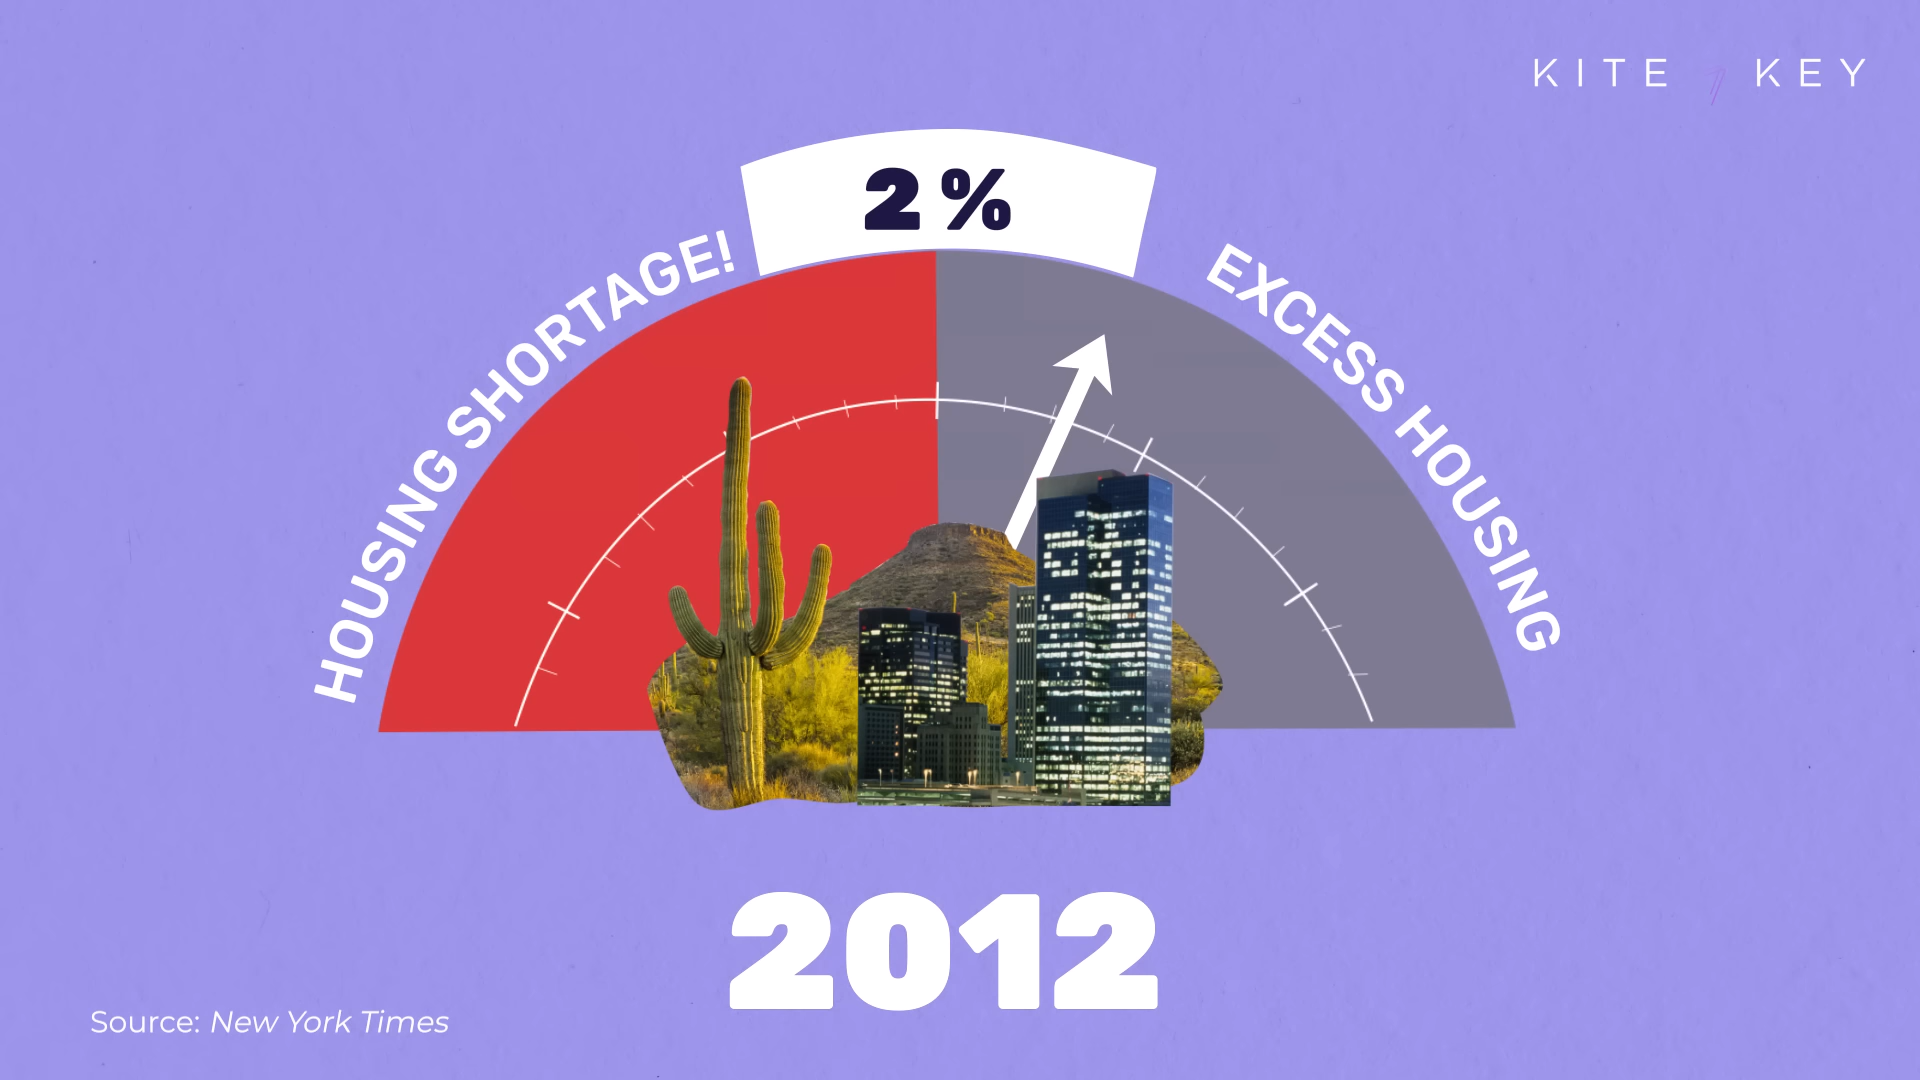 KITE & KEY
2%
HOUSING SHORTAGE!
EXCESS HOUSING
2012
Source: New York Times